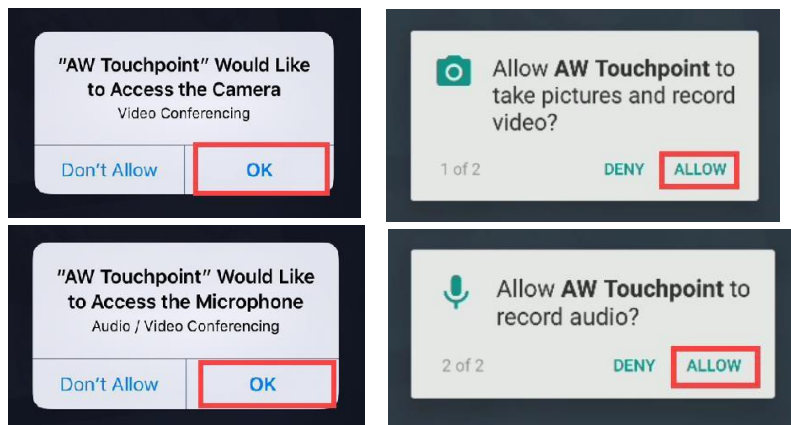 "AW Touchpoint" Would Like
to Access the Camera
Video Conferencing
Don't Allow
OK
Allow AW Touchpoint to
take pictures and record
video?
1 of 2
DENY
ALLOW
"AW Touchpoint" Would Like
to Access the Microphone
Audio / Video Conferencing
Don't Allow
OK
Allow AW Touchpoint to
record audio?
2 of 2
DENY
ALLOW